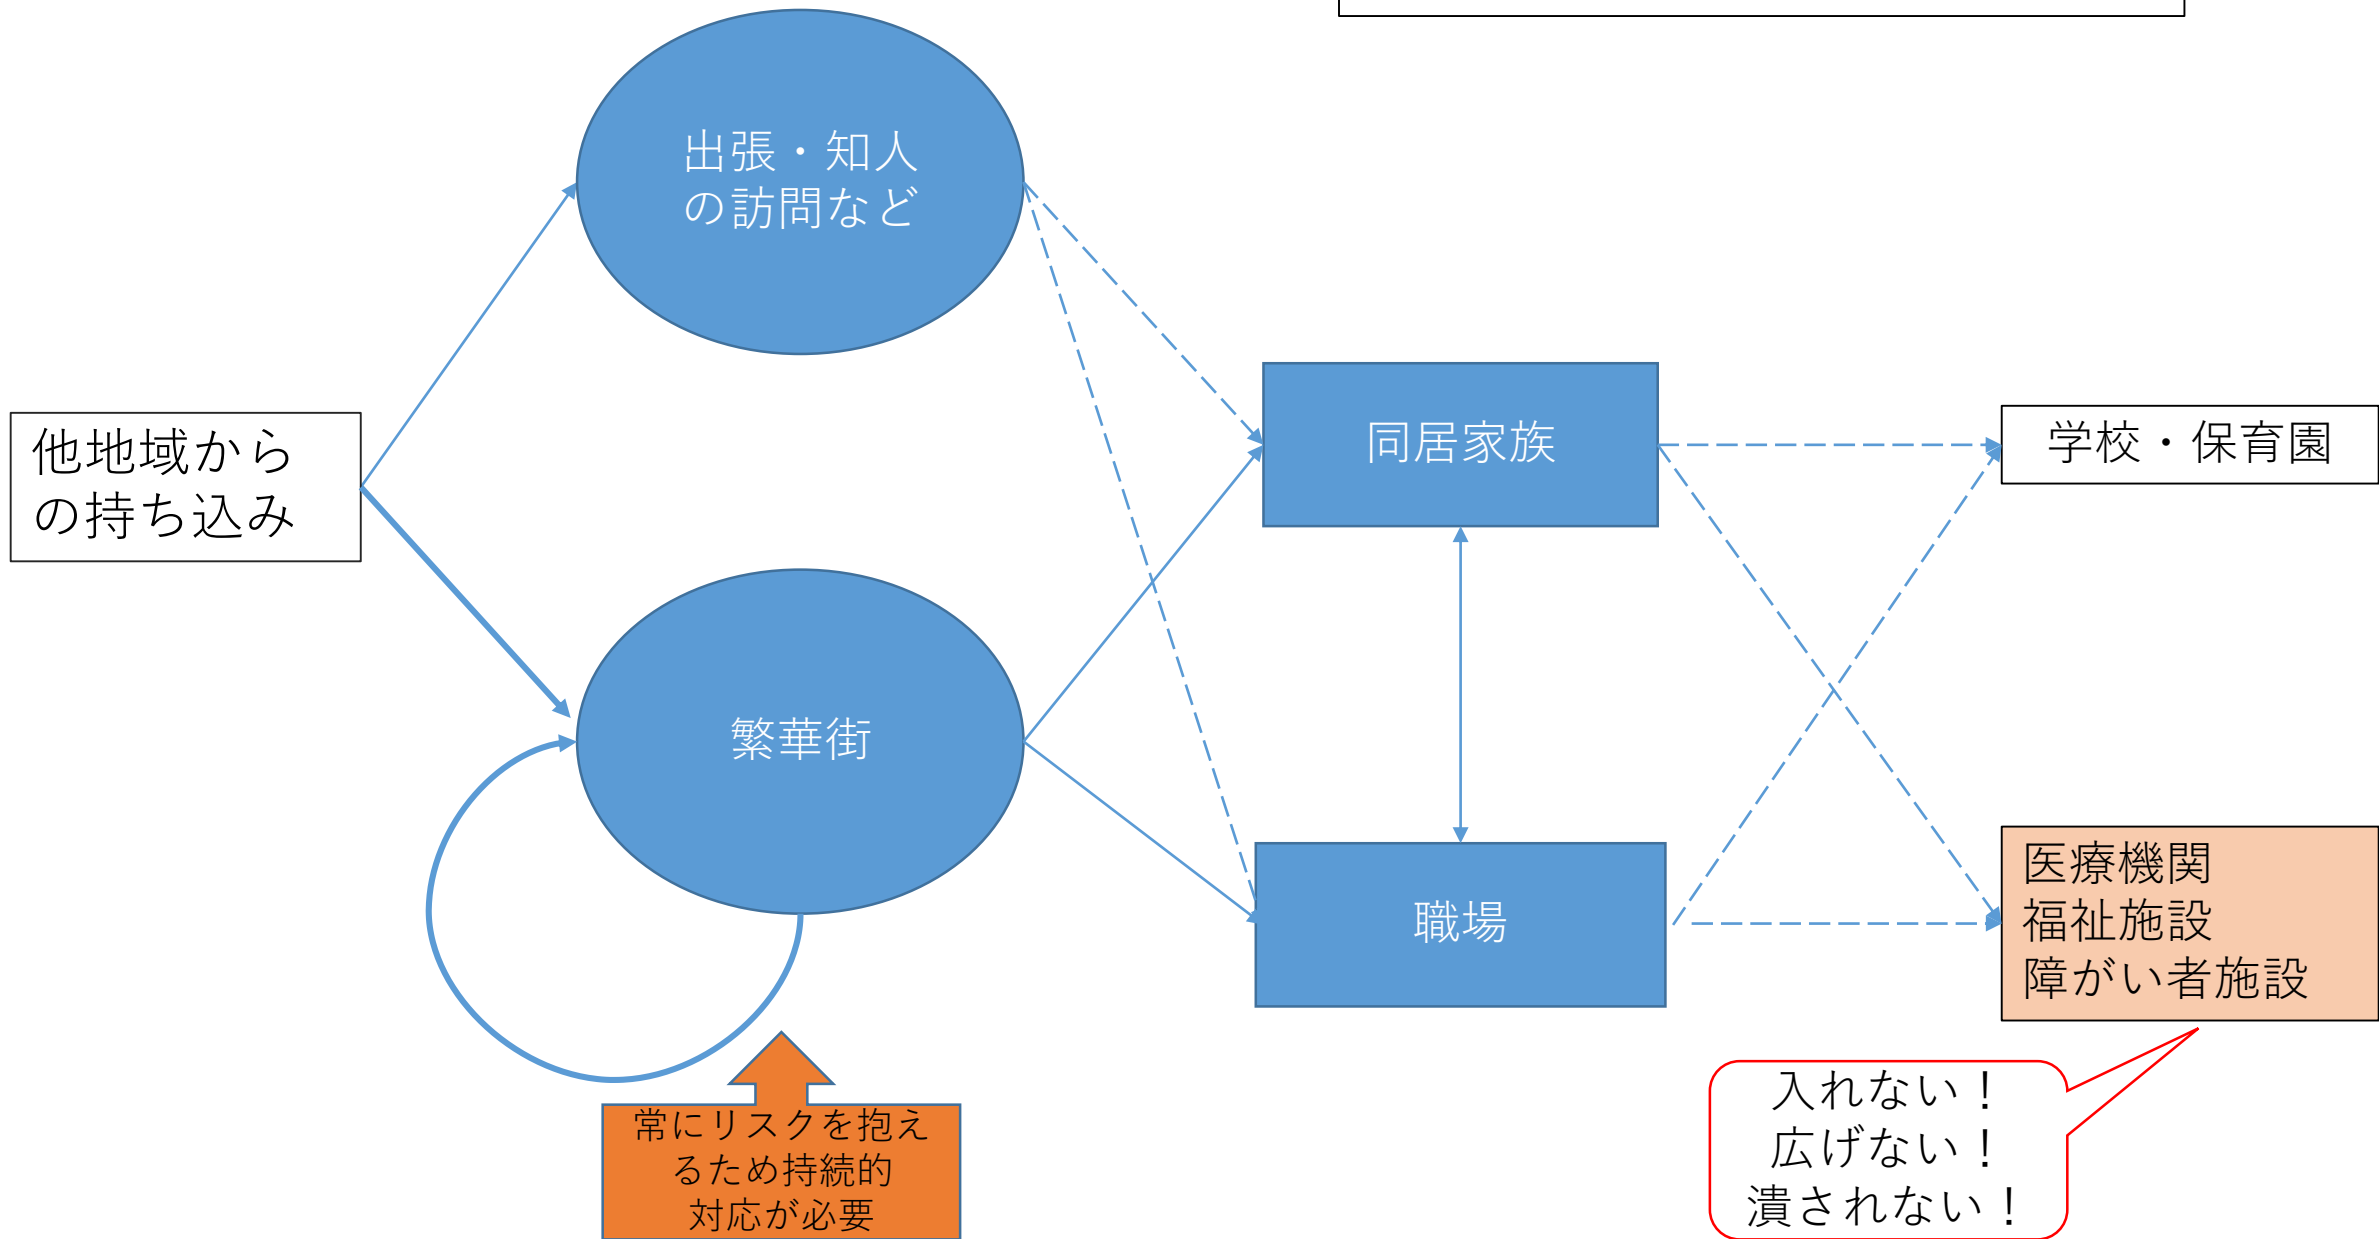 出張・知人
の訪問など
他地域から
の持ち込み
同居家族
学校・保育園
繁華街
職場
医療機関
福祉施設
障がい者施設
常にリスクを抱え
るため持続的
対応が必要
入れない！
広げない！
潰されない！